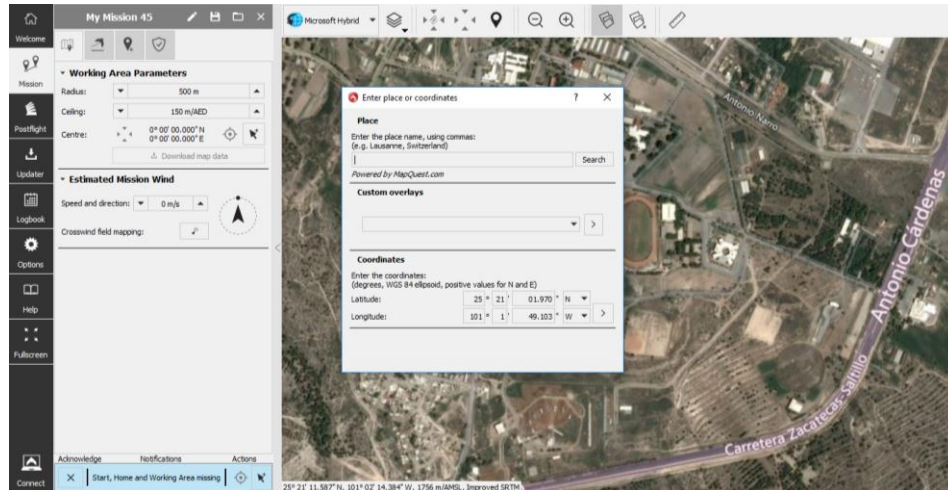 Welcome
Mission
Postflight
Updater
Logbook
Options
Help
Fullscreen
Connect
My Mission 45
Working Area Parameters
Radius: 500 m
Ceiling: 150 m/AED
Centre: 0° 00' 00.000" N
0° 00' 00.000" E
Download map data
Estimated Mission Wind
Speed and direction: 0 m/s
Crosswind field mapping:
Acknowledge Notifications Actions
Start, Home and Working Area missing
Microsoft Hybrid
Enter place or coordinates ? ×
Place
Enter the place name, using commas:
(e.g. Lausanne, Switzerland)
Search
Powered by MapQuest.com
Custom overlays
Coordinates
Enter the coordinates:
(degrees, WGS 84 ellipsoid, positive values for N and E)
Latitude: 25 ° 21 ' 01.970 " N
Longitude: 101 ° 1 ' 49.103 " W
Antonio Narro
Antonio Cárdenas
Carretera Zacatecas-Saltillo
25° 21' 11.587" N, 101° 02' 14.384" W, 1756 m/AMSL, Improved SRTM